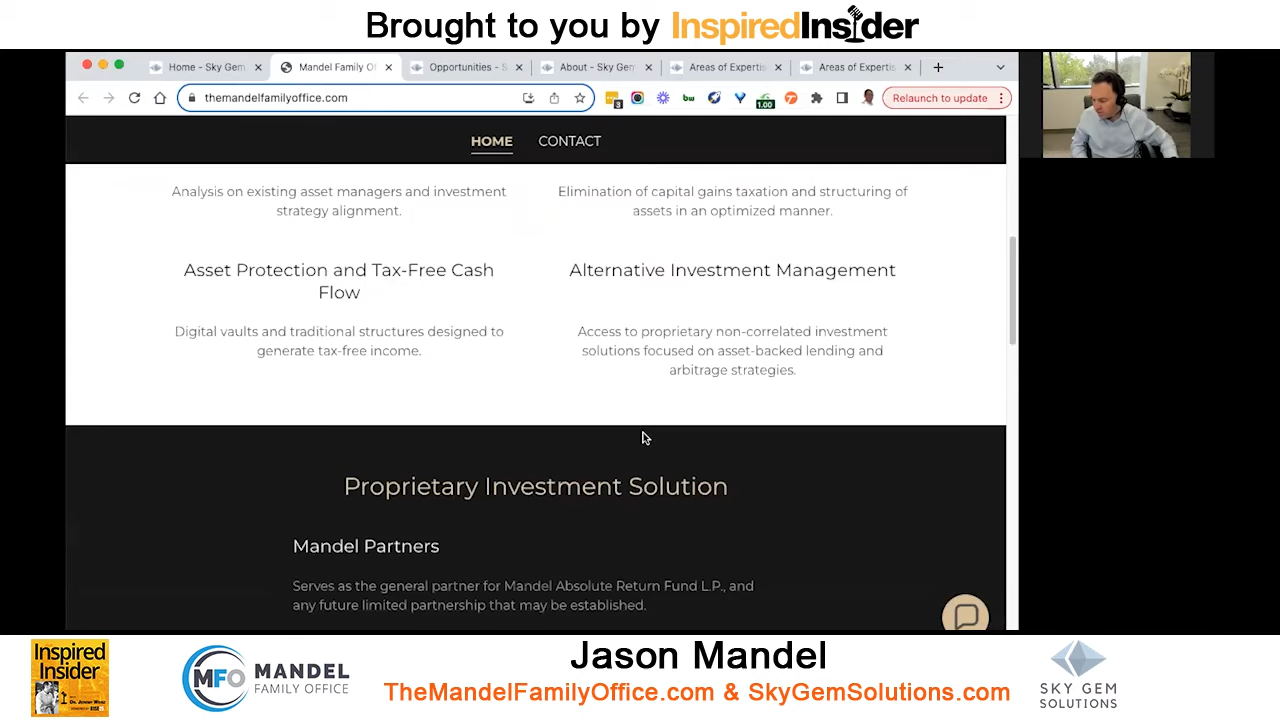 Brought to you by InspiredInsider
Home - Sky Gem
Mandel Family Of
Opportunities - S
About - Sky Gem
Areas of Expertis
Areas of Expertis
themandelfamilyoffice.com
3
bw
1.00
Relaunch to update
HOME
CONTACT
Analysis on existing asset managers and investment
strategy alignment.
Elimination of capital gains taxation and structuring of
assets in an optimized manner.
Asset Protection and Tax-Free Cash
Flow
Digital vaults and traditional structures designed to
generate tax-free income.
Alternative Investment Management
Access to proprietary non-correlated investment
solutions focused on asset-backed lending and
arbitrage strategies.
Proprietary Investment Solution
Mandel Partners
Serves as the general partner for Mandel Absolute Return Fund L.P., and
any future limited partnership that may be established.
Inspired
Insider
MFO
MANDEL
FAMILY OFFICE
Jason Mandel
TheMandelFamilyOffice.com & SkyGemSolutions.com
SKY GEM
SOLUTIONS